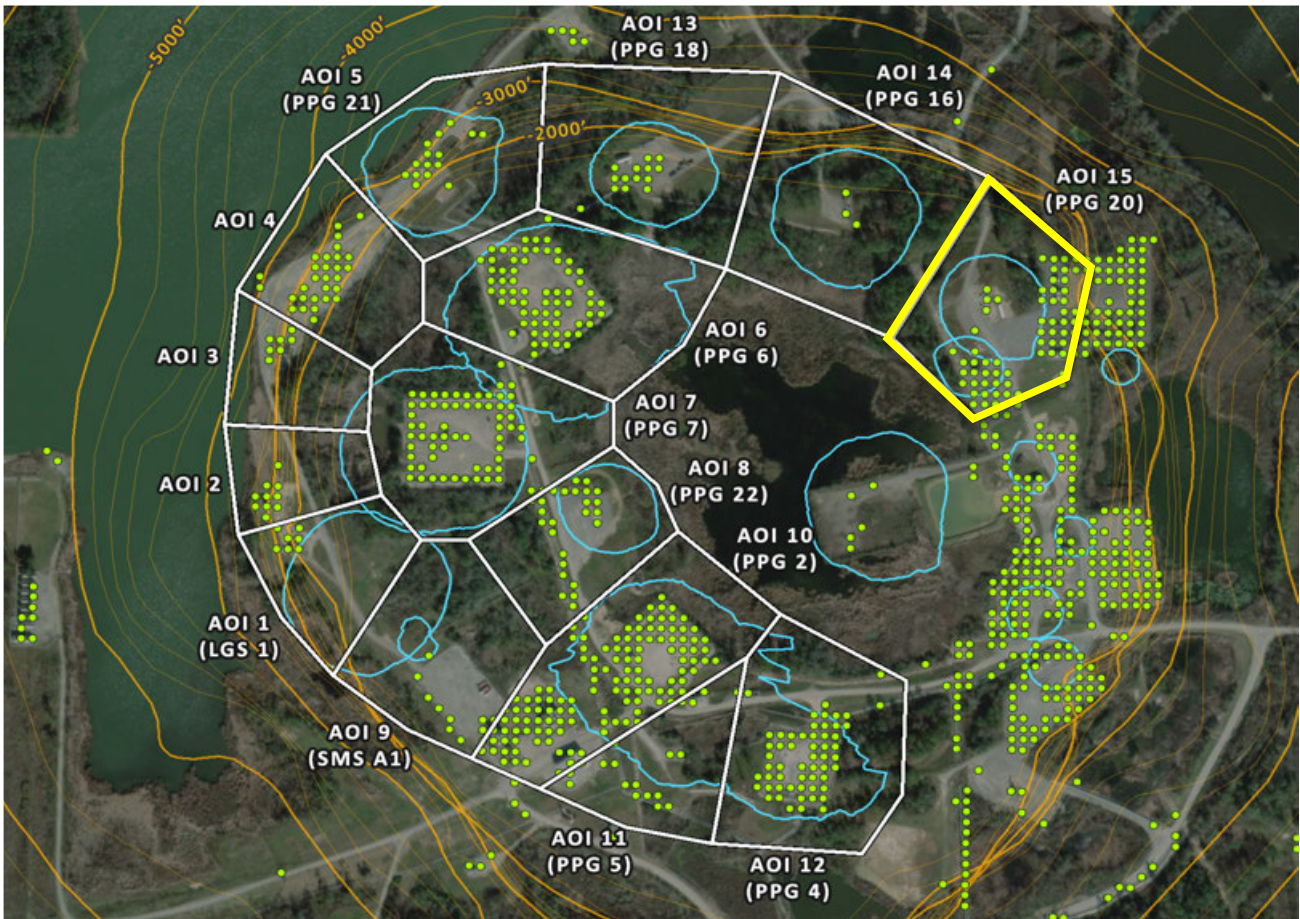 AOI 13
(PPG 18)
-5000'
-4000'
AOI 5
(PPG 21)
AOI 14
(PPG 16)
-3000'
-2000'
AOI 15
(PPG 20)
AOI 4
AOI 6
(PPG 6)
AOI 3
AOI 7
(PPG 7)
AOI 8
(PPG 22)
AOI 2
AOI 10
(PPG 2)
AOI 1
(LGS 1)
AOI 9
(SMS A1)
AOI 11
(PPG 5)
AOI 12
(PPG 4)